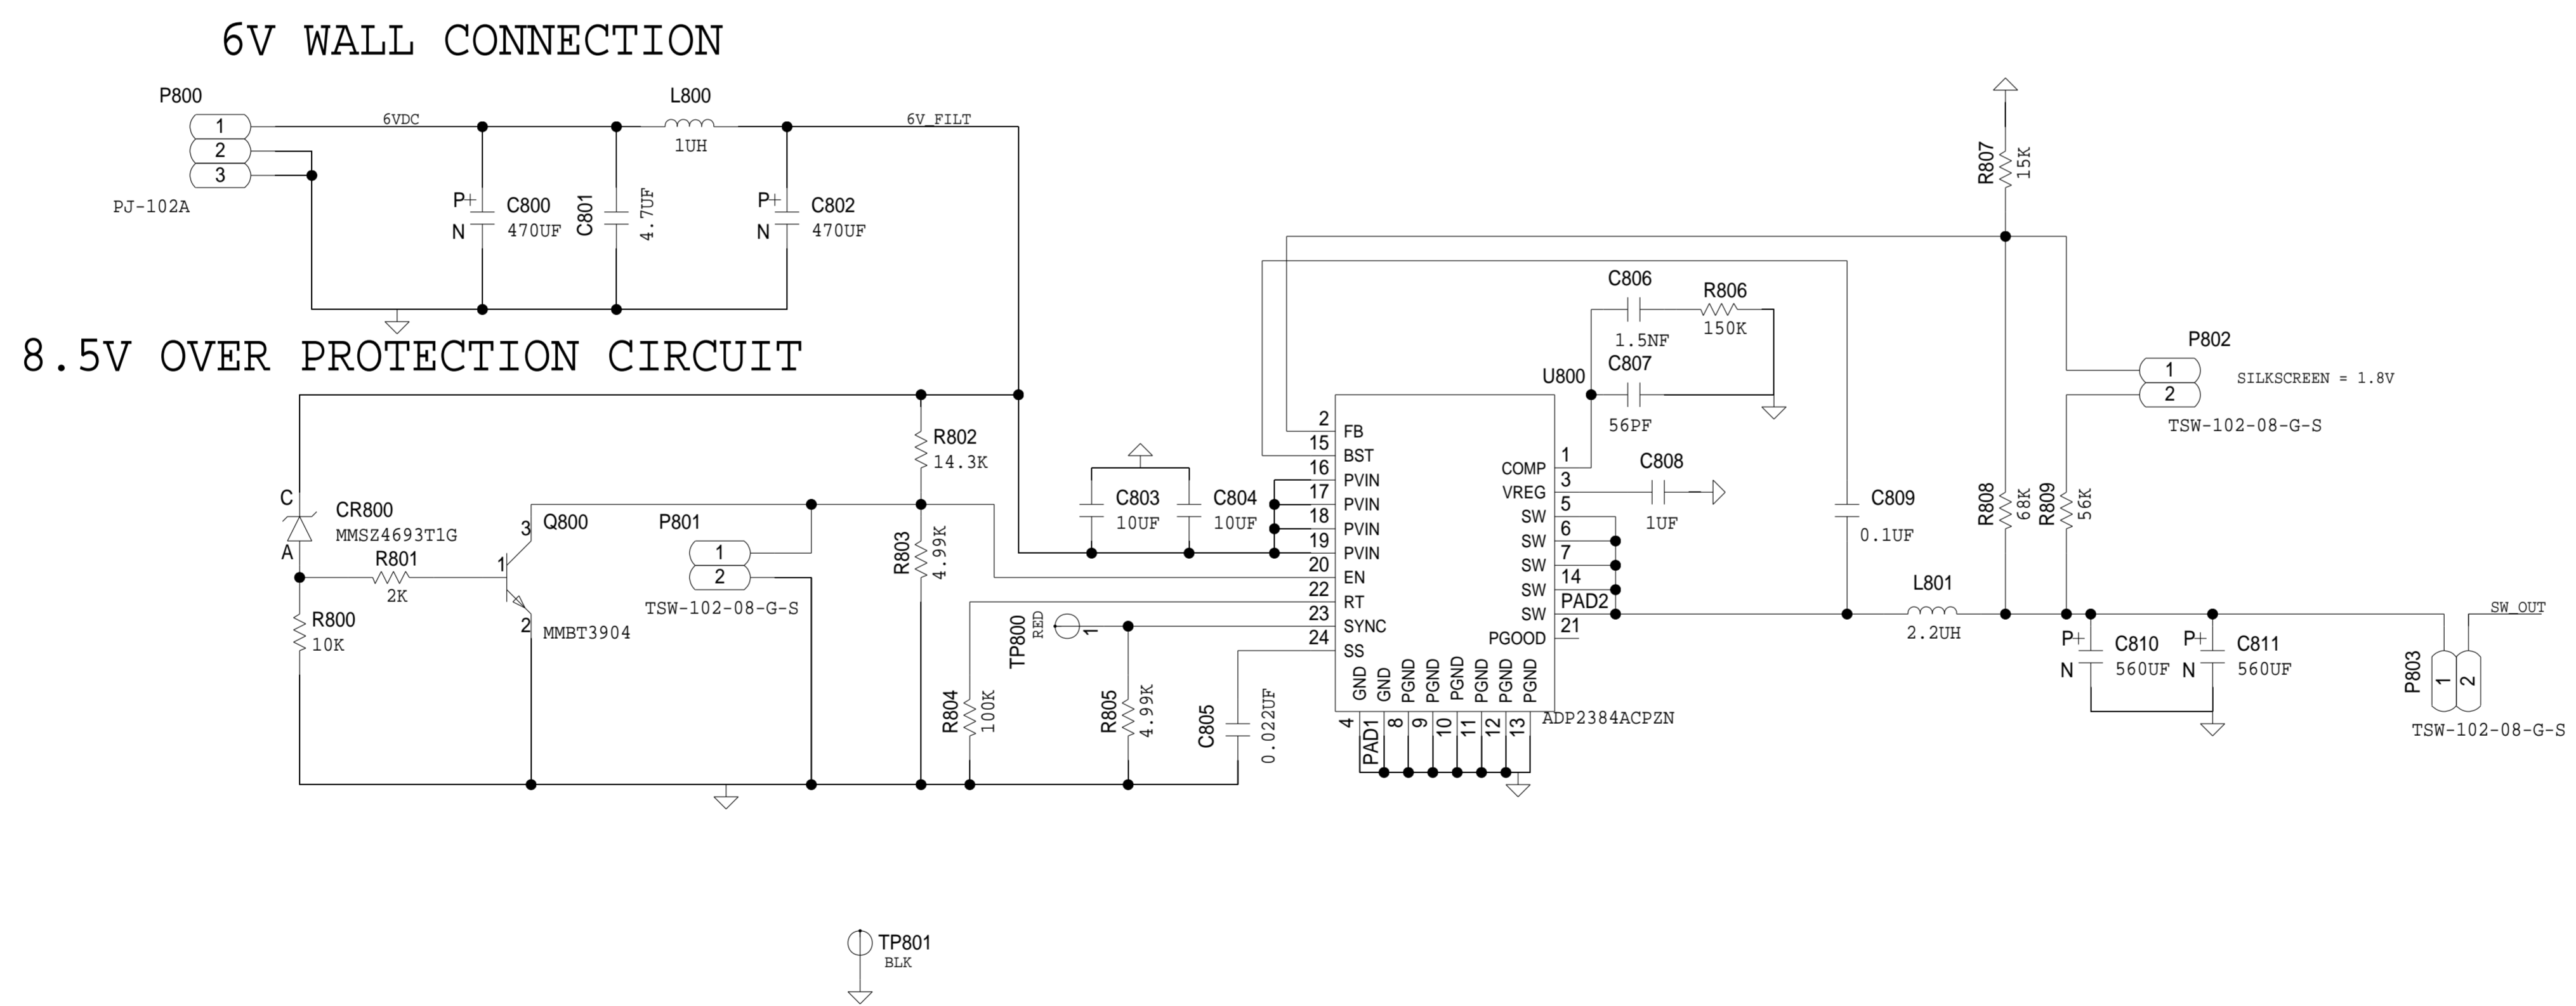 6V WALL CONNECTION
P800
1
2
3
PJ-102A
6VDC
L800
1UH
6V_FILT
P+
N
C800
470UF
C801
4.7UF
P+
N
C802
470UF
8.5V OVER PROTECTION CIRCUIT
C
A
CR800
MMSZ4693T1G
R801
2K
R800
10K
3
1
2
Q800
MMBT3904
P801
1
2
TSW-102-08-G-S
R802
14.3K
R803
4.99K
R804
100K
TP800
RED
1
R805
4.99K
C805
0.022UF
C803
10UF
C804
10UF
U800
2
FB
15
BST
16
PVIN
17
PVIN
18
PVIN
19
PVIN
20
EN
22
RT
23
SYNC
24
SS
1
COMP
3
VREG
5
SW
6
SW
7
SW
14
SW
PAD2
SW
21
PGOOD
GND
GND
PGND
PGND
PGND
PGND
PGND
PGND
4
PAD1
8
9
10
11
12
13
ADP2384ACPZN
C806
1.5NF
R806
150K
C807
56PF
C808
1UF
C809
0.1UF
L801
2.2UH
R807
15K
R808
68K
R809
56K
P802
1
2
SILKSCREEN = 1.8V
TSW-102-08-G-S
P+
N
C810
560UF
P+
N
C811
560UF
SW_OUT
P803
1
2
TSW-102-08-G-S
TP801
BLK